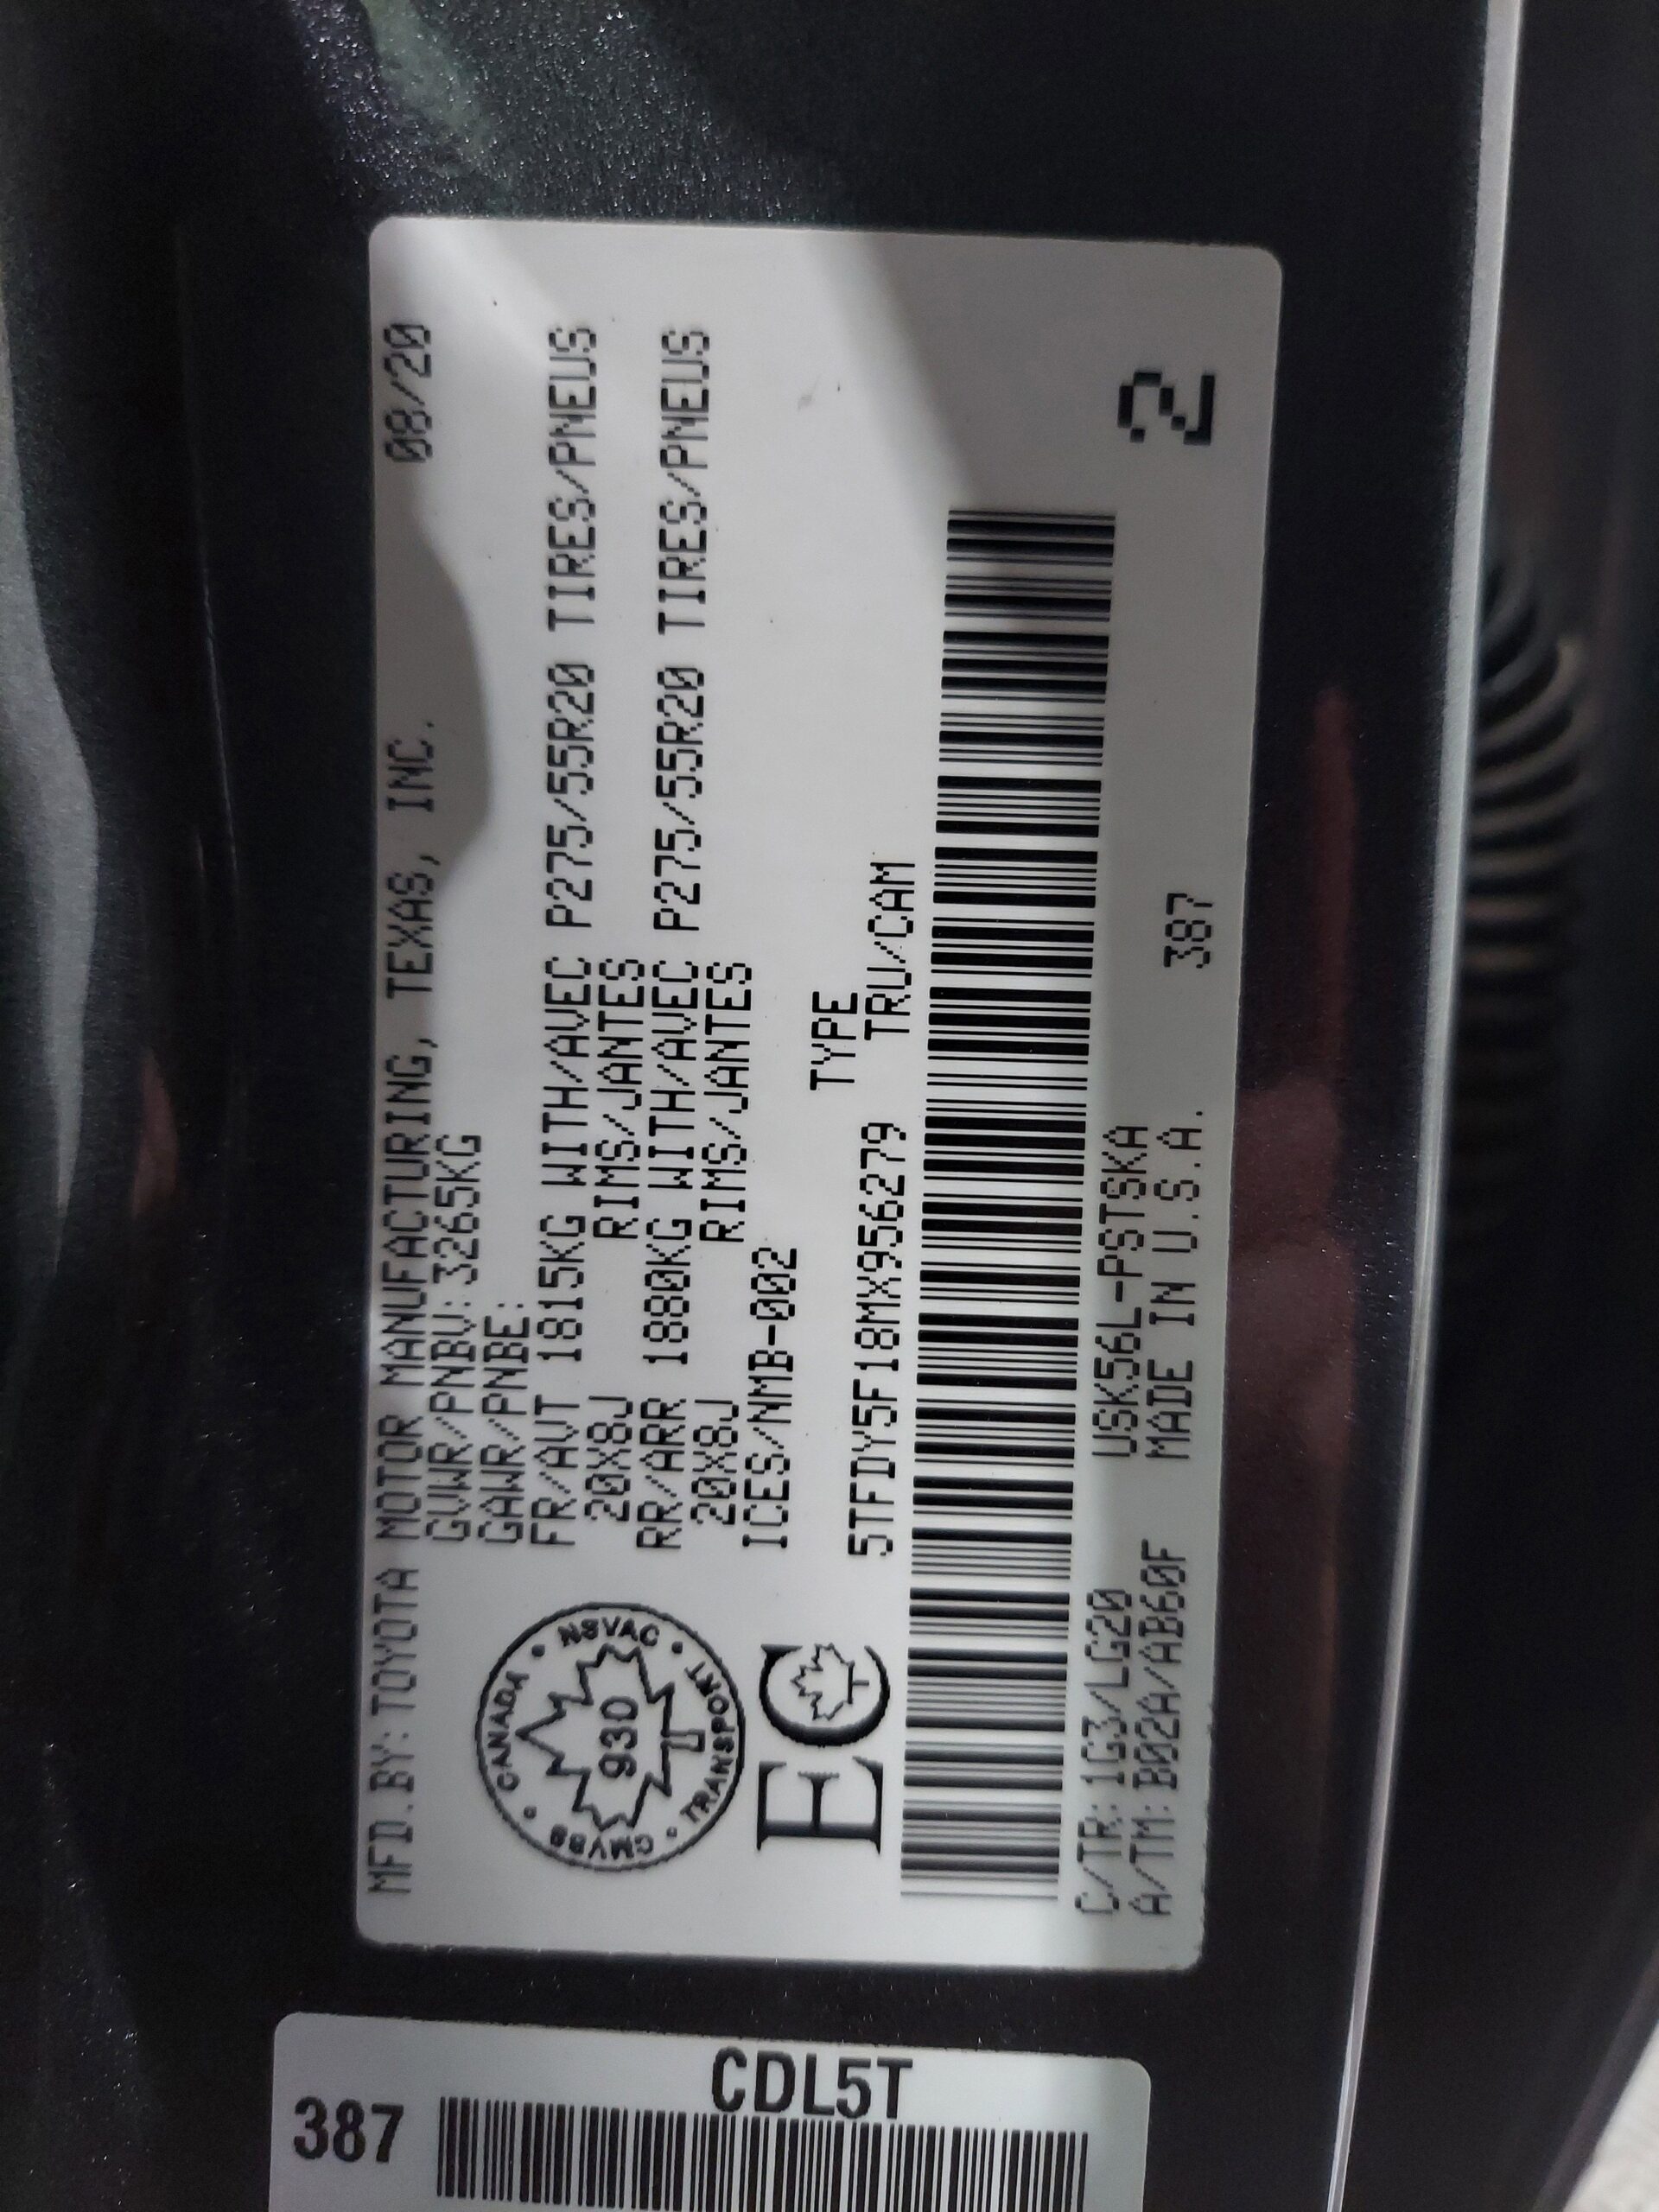 MFD.BY: TOYOTA MOTOR MANUFACTURING, TEXAS, INC. 08/20
GVWR/PNBV: 3265KG
GAWR/PNBE:
FR/AVT 1815KG WITH/AVEC P275/55R20 TIRES/PNEUS
20X8J RIMS/JANTES
RR/ARR 1880KG WITH/AVEC P275/55R20 TIRES/PNEUS
20X8J RIMS/JANTES
ICES/NMB-002
CANADA • NSVAC • TRANSPORT • CMVSS •
930
T
EC
TYPE
5TFDY5F18MX956279 TRU/CAM
C/TR: 1G3/LG20 USK56L-PSTSKA
A/TM: B02A/AB60F MADE IN U.S.A. 387
2
387
CDL5T